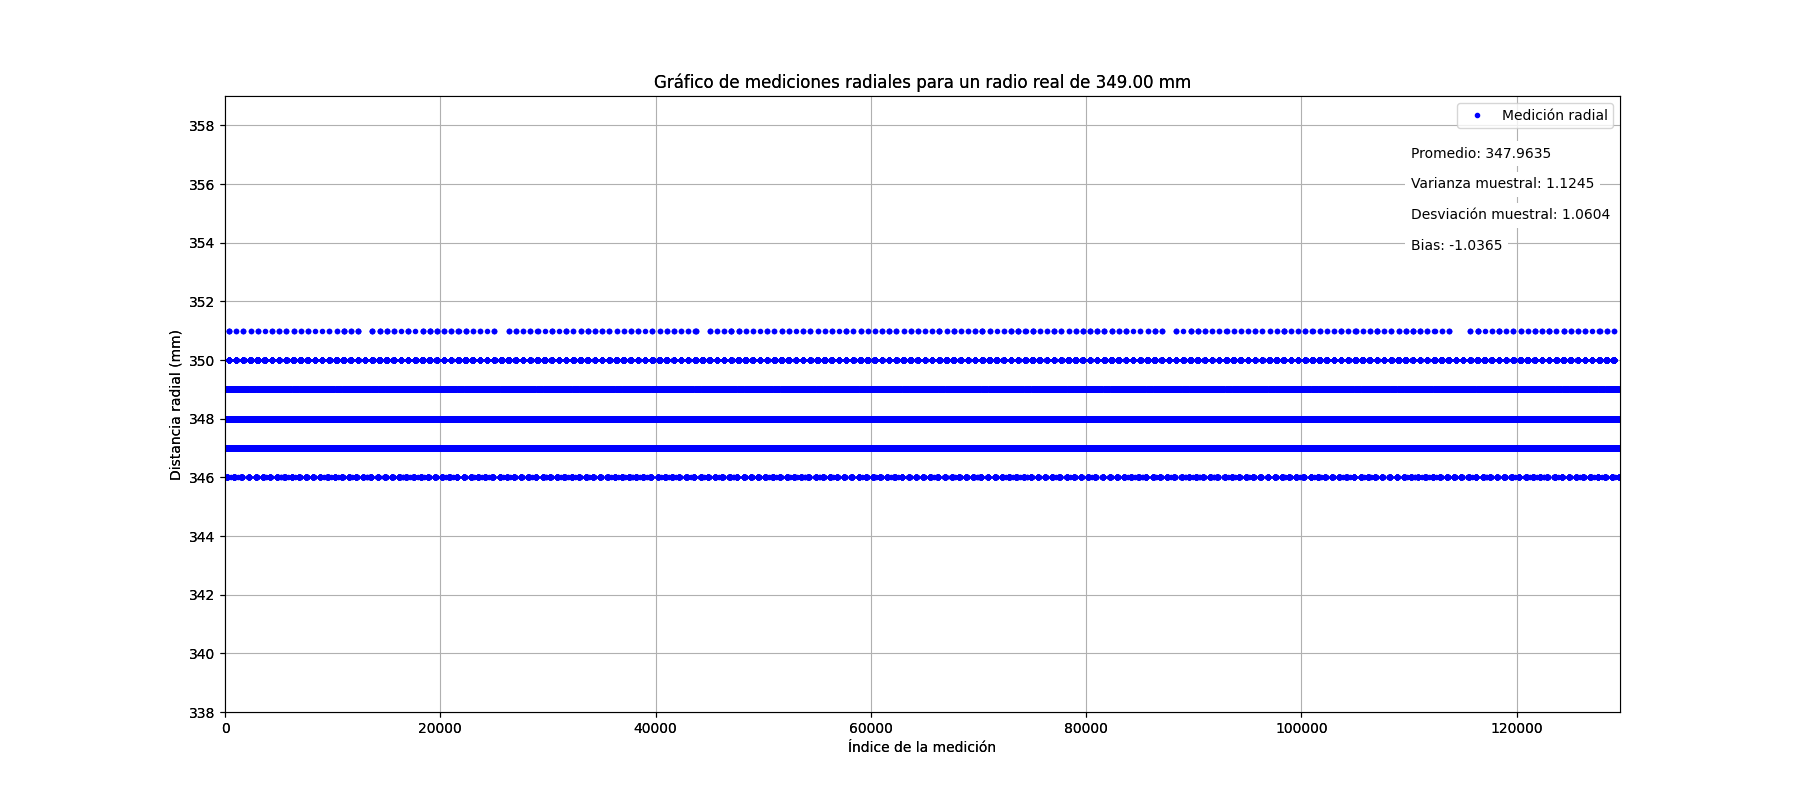 Gráfico de mediciones radiales para un radio real de 349.00 mm
Medición radial
Promedio: 347.9635
Varianza muestral: 1.1245
Desviación muestral: 1.0604
Bias: -1.0365
358
356
354
352
350
348
346
344
342
340
338
Distancia radial (mm)
0
20000
40000
60000
80000
100000
120000
Índice de la medición